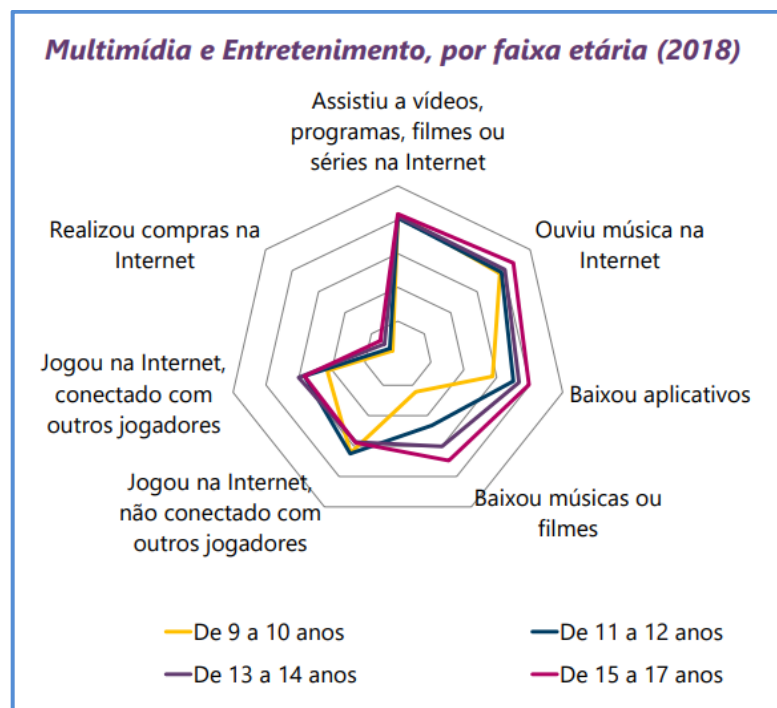 Multimídia e Entretenimento, por faixa etária (2018)
Assistiu a vídeos,
programas, filmes ou
séries na Internet
Ouviu música na
Internet
Baixou aplicativos
Baixou músicas ou
filmes
Jogou na Internet,
não conectado com
outros jogadores
Jogou na Internet,
conectado com
outros jogadores
Realizou compras na
Internet
De 9 a 10 anos
De 11 a 12 anos
De 13 a 14 anos
De 15 a 17 anos